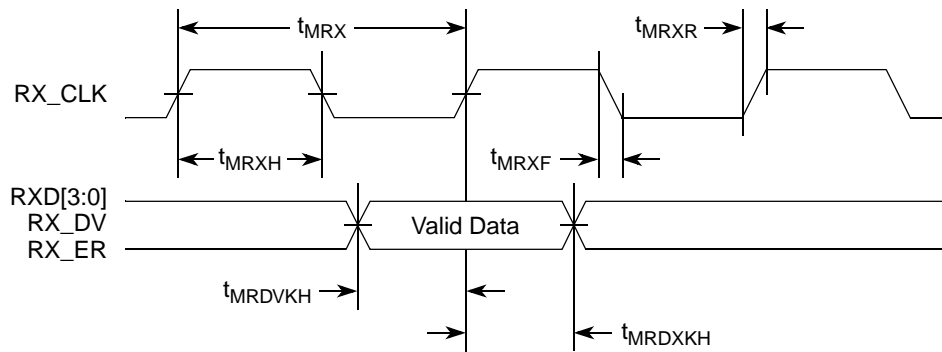 tMRX
tMRXR
RX_CLK
tMRXH
tMRXF
RXD[3:0]
RX_DV
RX_ER
Valid Data
tMRDVKH
tMRDXKH